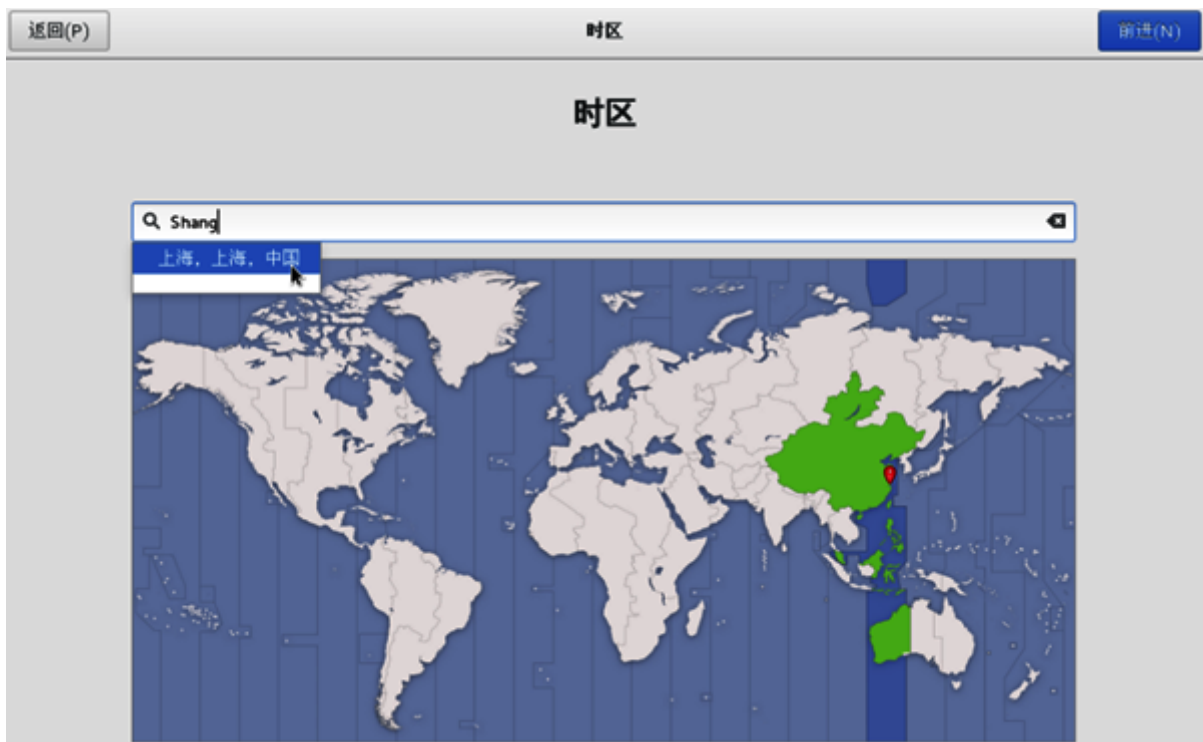 返回(P)
时区
前进(N)
时区
Shang
上海，上海，中国